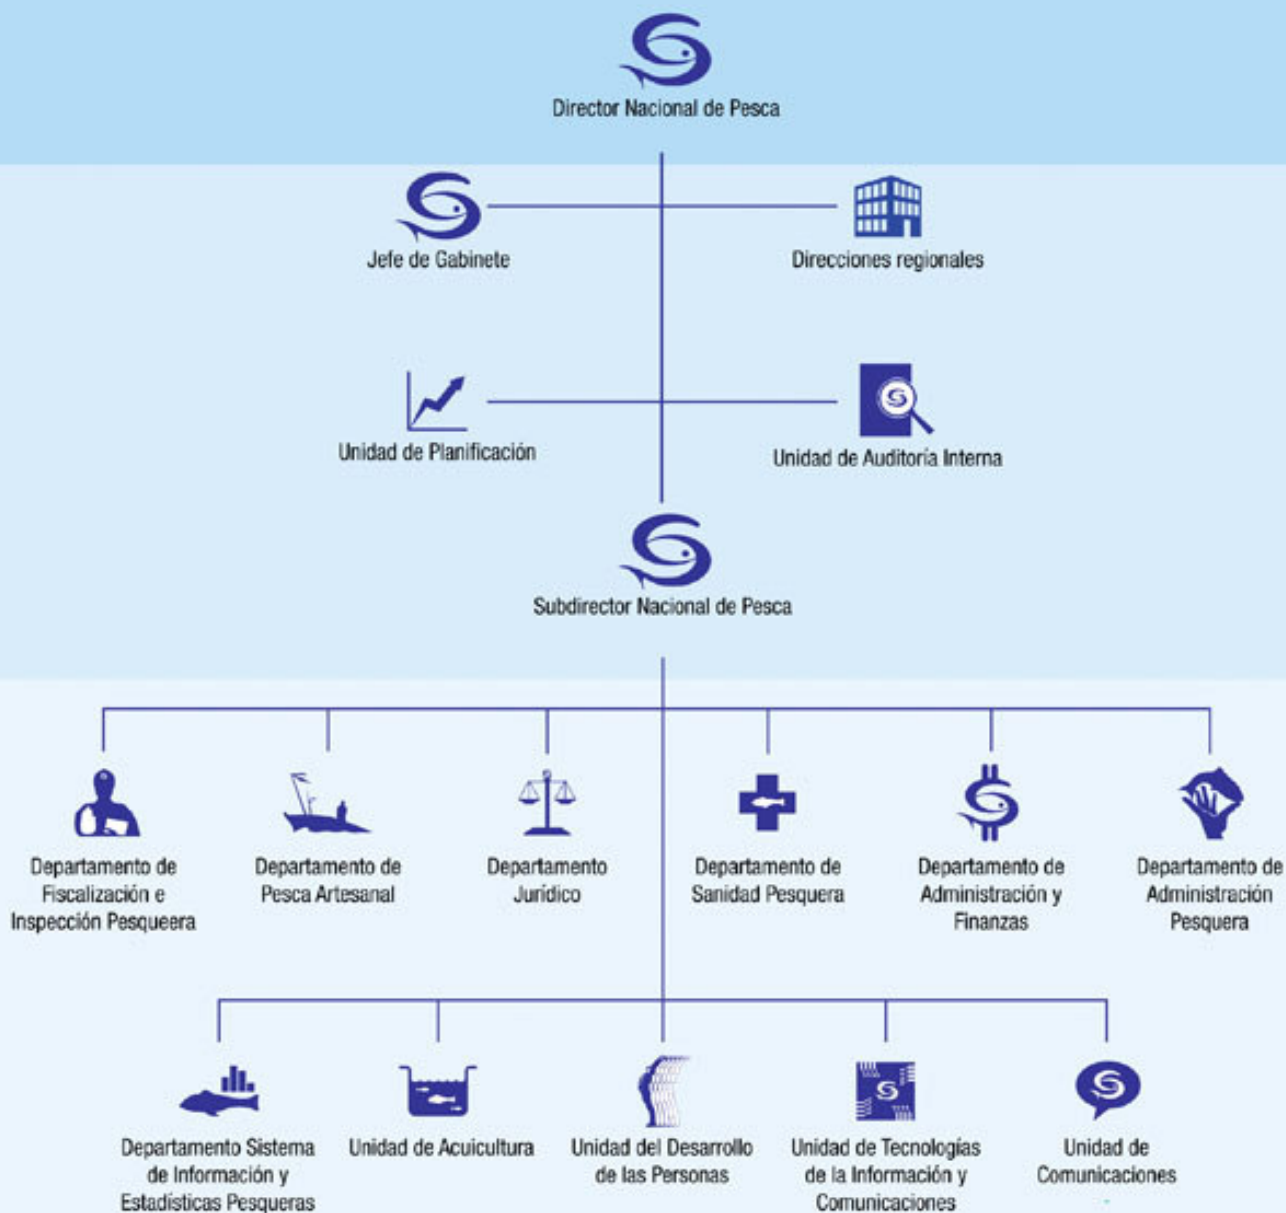 Director Nacional de Pesca
Jefe de Gabinete
Direcciones regionales
Unidad de Planificación
Unidad de Auditoría Interna
Subdirector Nacional de Pesca
Departamento de
Fiscalización e
Inspección Pesqueera
Departamento de
Pesca Artesanal
Departamento
Jurídico
Departamento de
Sanidad Pesquera
Departamento de
Administración y
Finanzas
Departamento de
Administración
Pesquera
Departamento Sistema
de Información y
Estadísticas Pesqueras
Unidad de Acuicultura
Unidad del Desarrollo
de las Personas
Unidad de Tecnologías
de la Información y
Comunicaciones
Unidad de
Comunicaciones